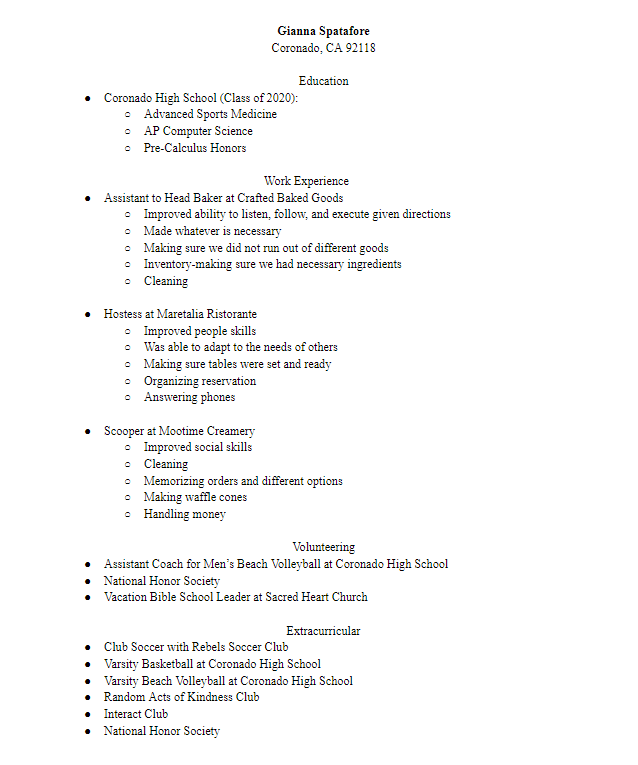 Gianna Spatafore
Coronado, CA 92118
Education
● Coronado High School (Class of 2020):
○ Advanced Sports Medicine
○ AP Computer Science
○ Pre-Calculus Honors
Work Experience
● Assistant to Head Baker at Crafted Baked Goods
○ Improved ability to listen, follow, and execute given directions
○ Made whatever is necessary
○ Making sure we did not run out of different goods
○ Inventory-making sure we had necessary ingredients
○ Cleaning
● Hostess at Maretalia Ristorante
○ Improved people skills
○ Was able to adapt to the needs of others
○ Making sure tables were set and ready
○ Organizing reservation
○ Answering phones
● Scooper at Mootime Creamery
○ Improved social skills
○ Cleaning
○ Memorizing orders and different options
○ Making waffle cones
○ Handling money
Volunteering
● Assistant Coach for Men’s Beach Volleyball at Coronado High School
● National Honor Society
● Vacation Bible School Leader at Sacred Heart Church
Extracurricular
● Club Soccer with Rebels Soccer Club
● Varsity Basketball at Coronado High School
● Varsity Beach Volleyball at Coronado High School
● Random Acts of Kindness Club
● Interact Club
● National Honor Society